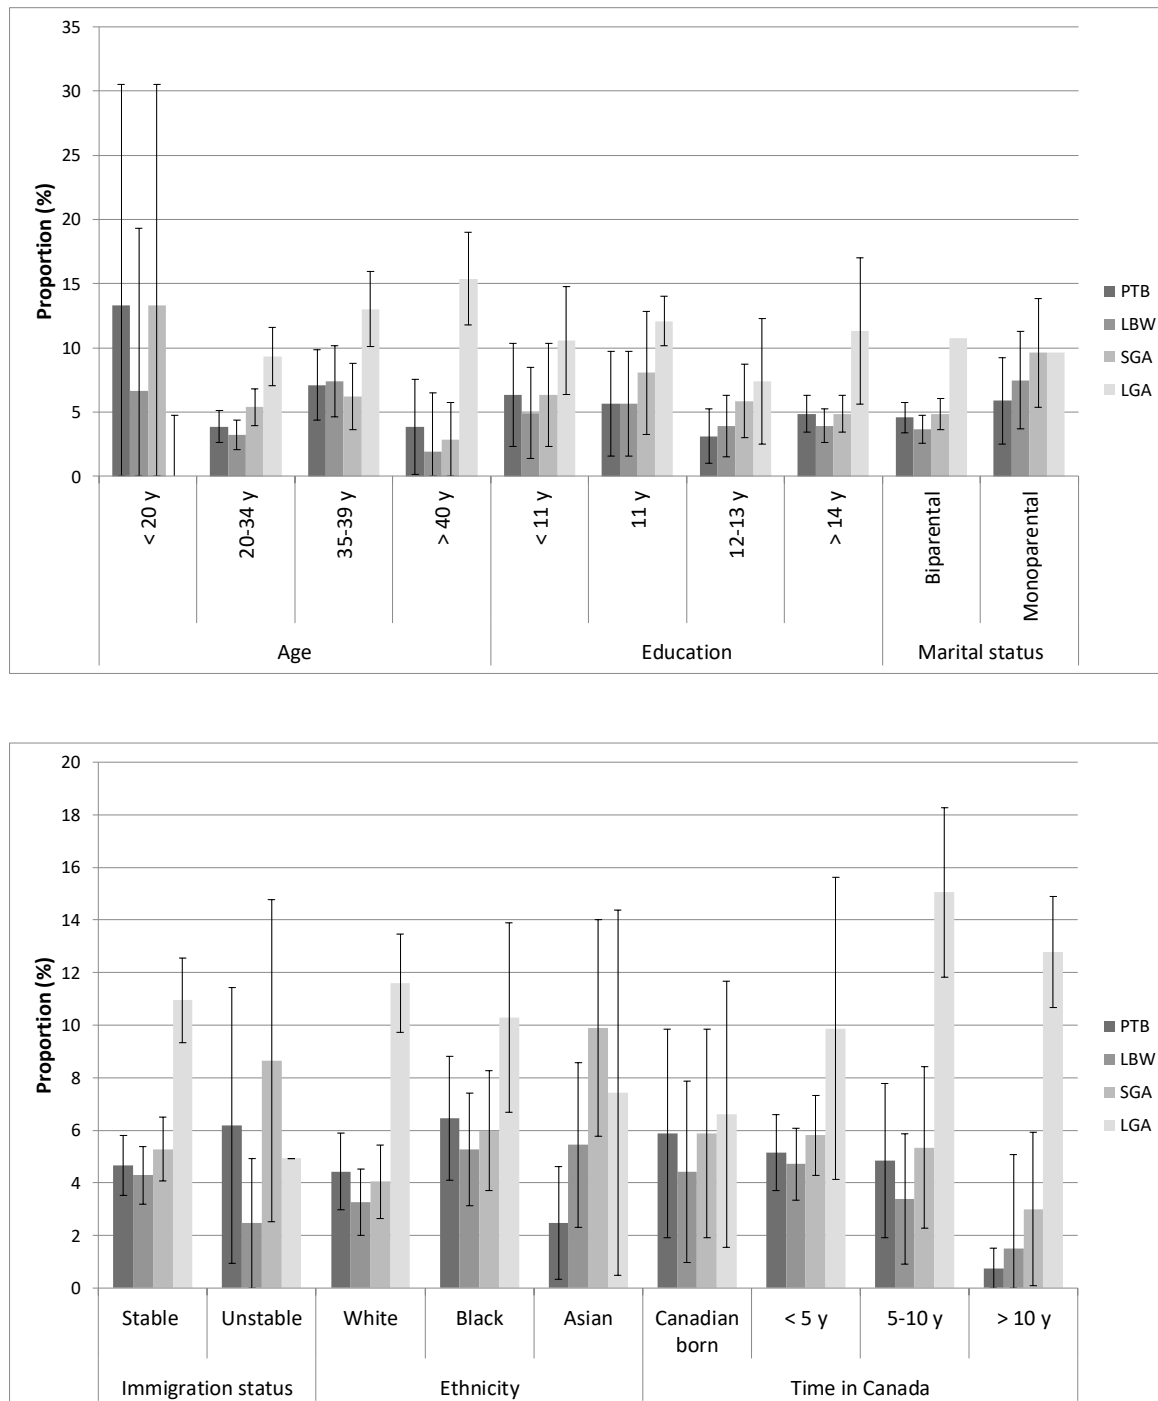 35
30
25
20
15
10
5
0
Proportion (%)
< 20 y
20-34 y
35-39 y
> 40 y
< 11 y
11 y
12-13 y
> 14 y
Biparental
Monoparental
Age
Education
Marital status
PTB
LBW
SGA
LGA
20
18
16
14
12
10
8
6
4
2
0
Proportion (%)
Stable
Unstable
White
Black
Asian
Canadian
born
< 5 y
5-10 y
> 10 y
Immigration status
Ethnicity
Time in Canada
PTB
LBW
SGA
LGA